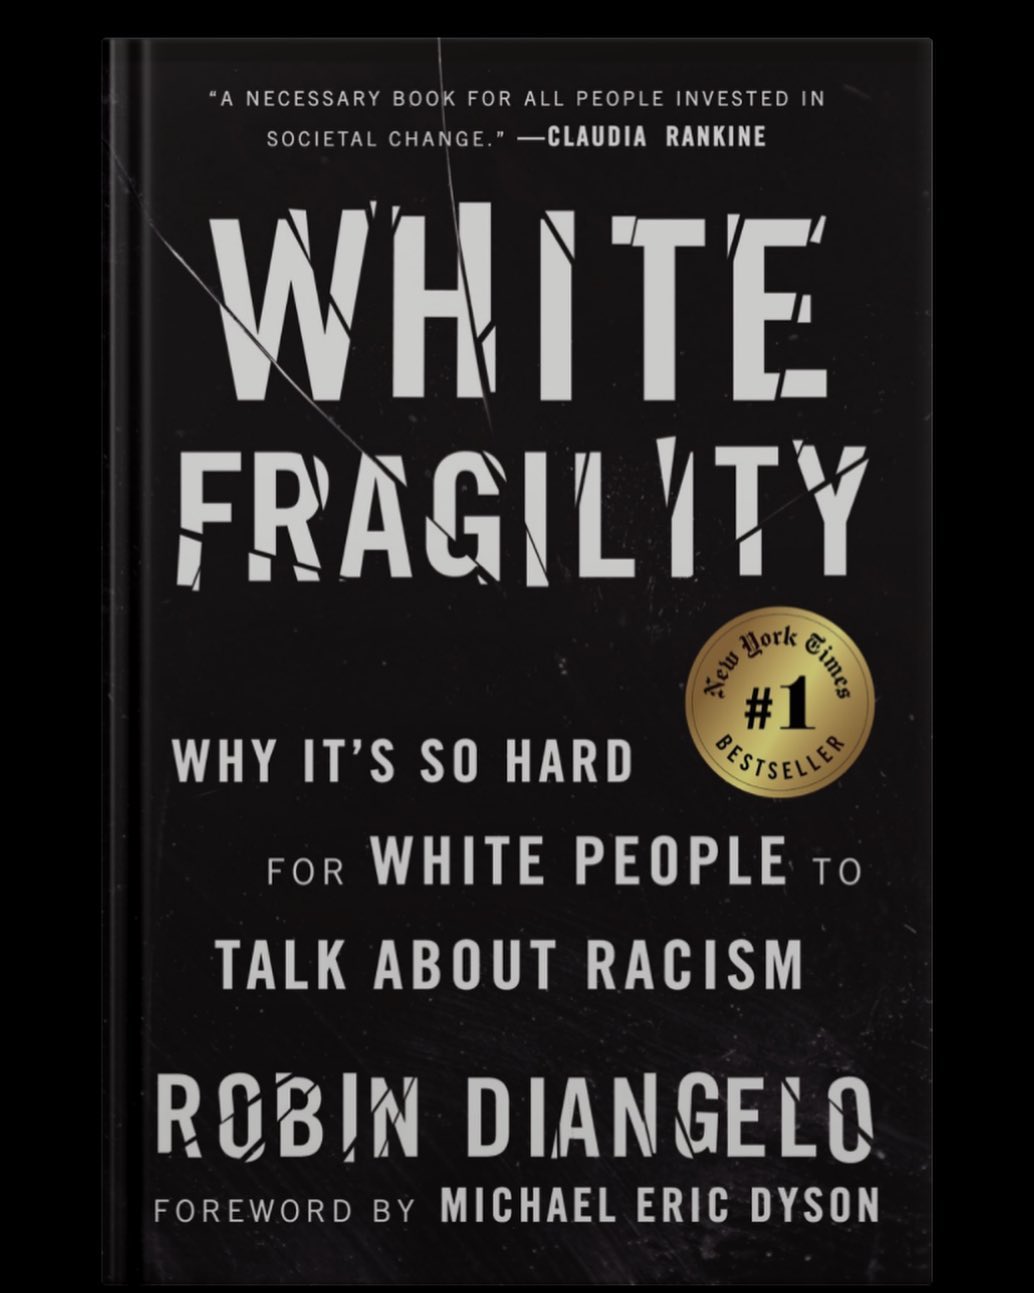 “A NECESSARY BOOK FOR ALL PEOPLE INVESTED IN
SOCIETAL CHANGE.” —CLAUDIA RANKINE
WHITE
FRAGILITY
New York Times
#1
BESTSELLER
WHY IT’S SO HARD
FOR WHITE PEOPLE TO
TALK ABOUT RACISM
ROBIN DIANGELO
FOREWORD BY MICHAEL ERIC DYSON